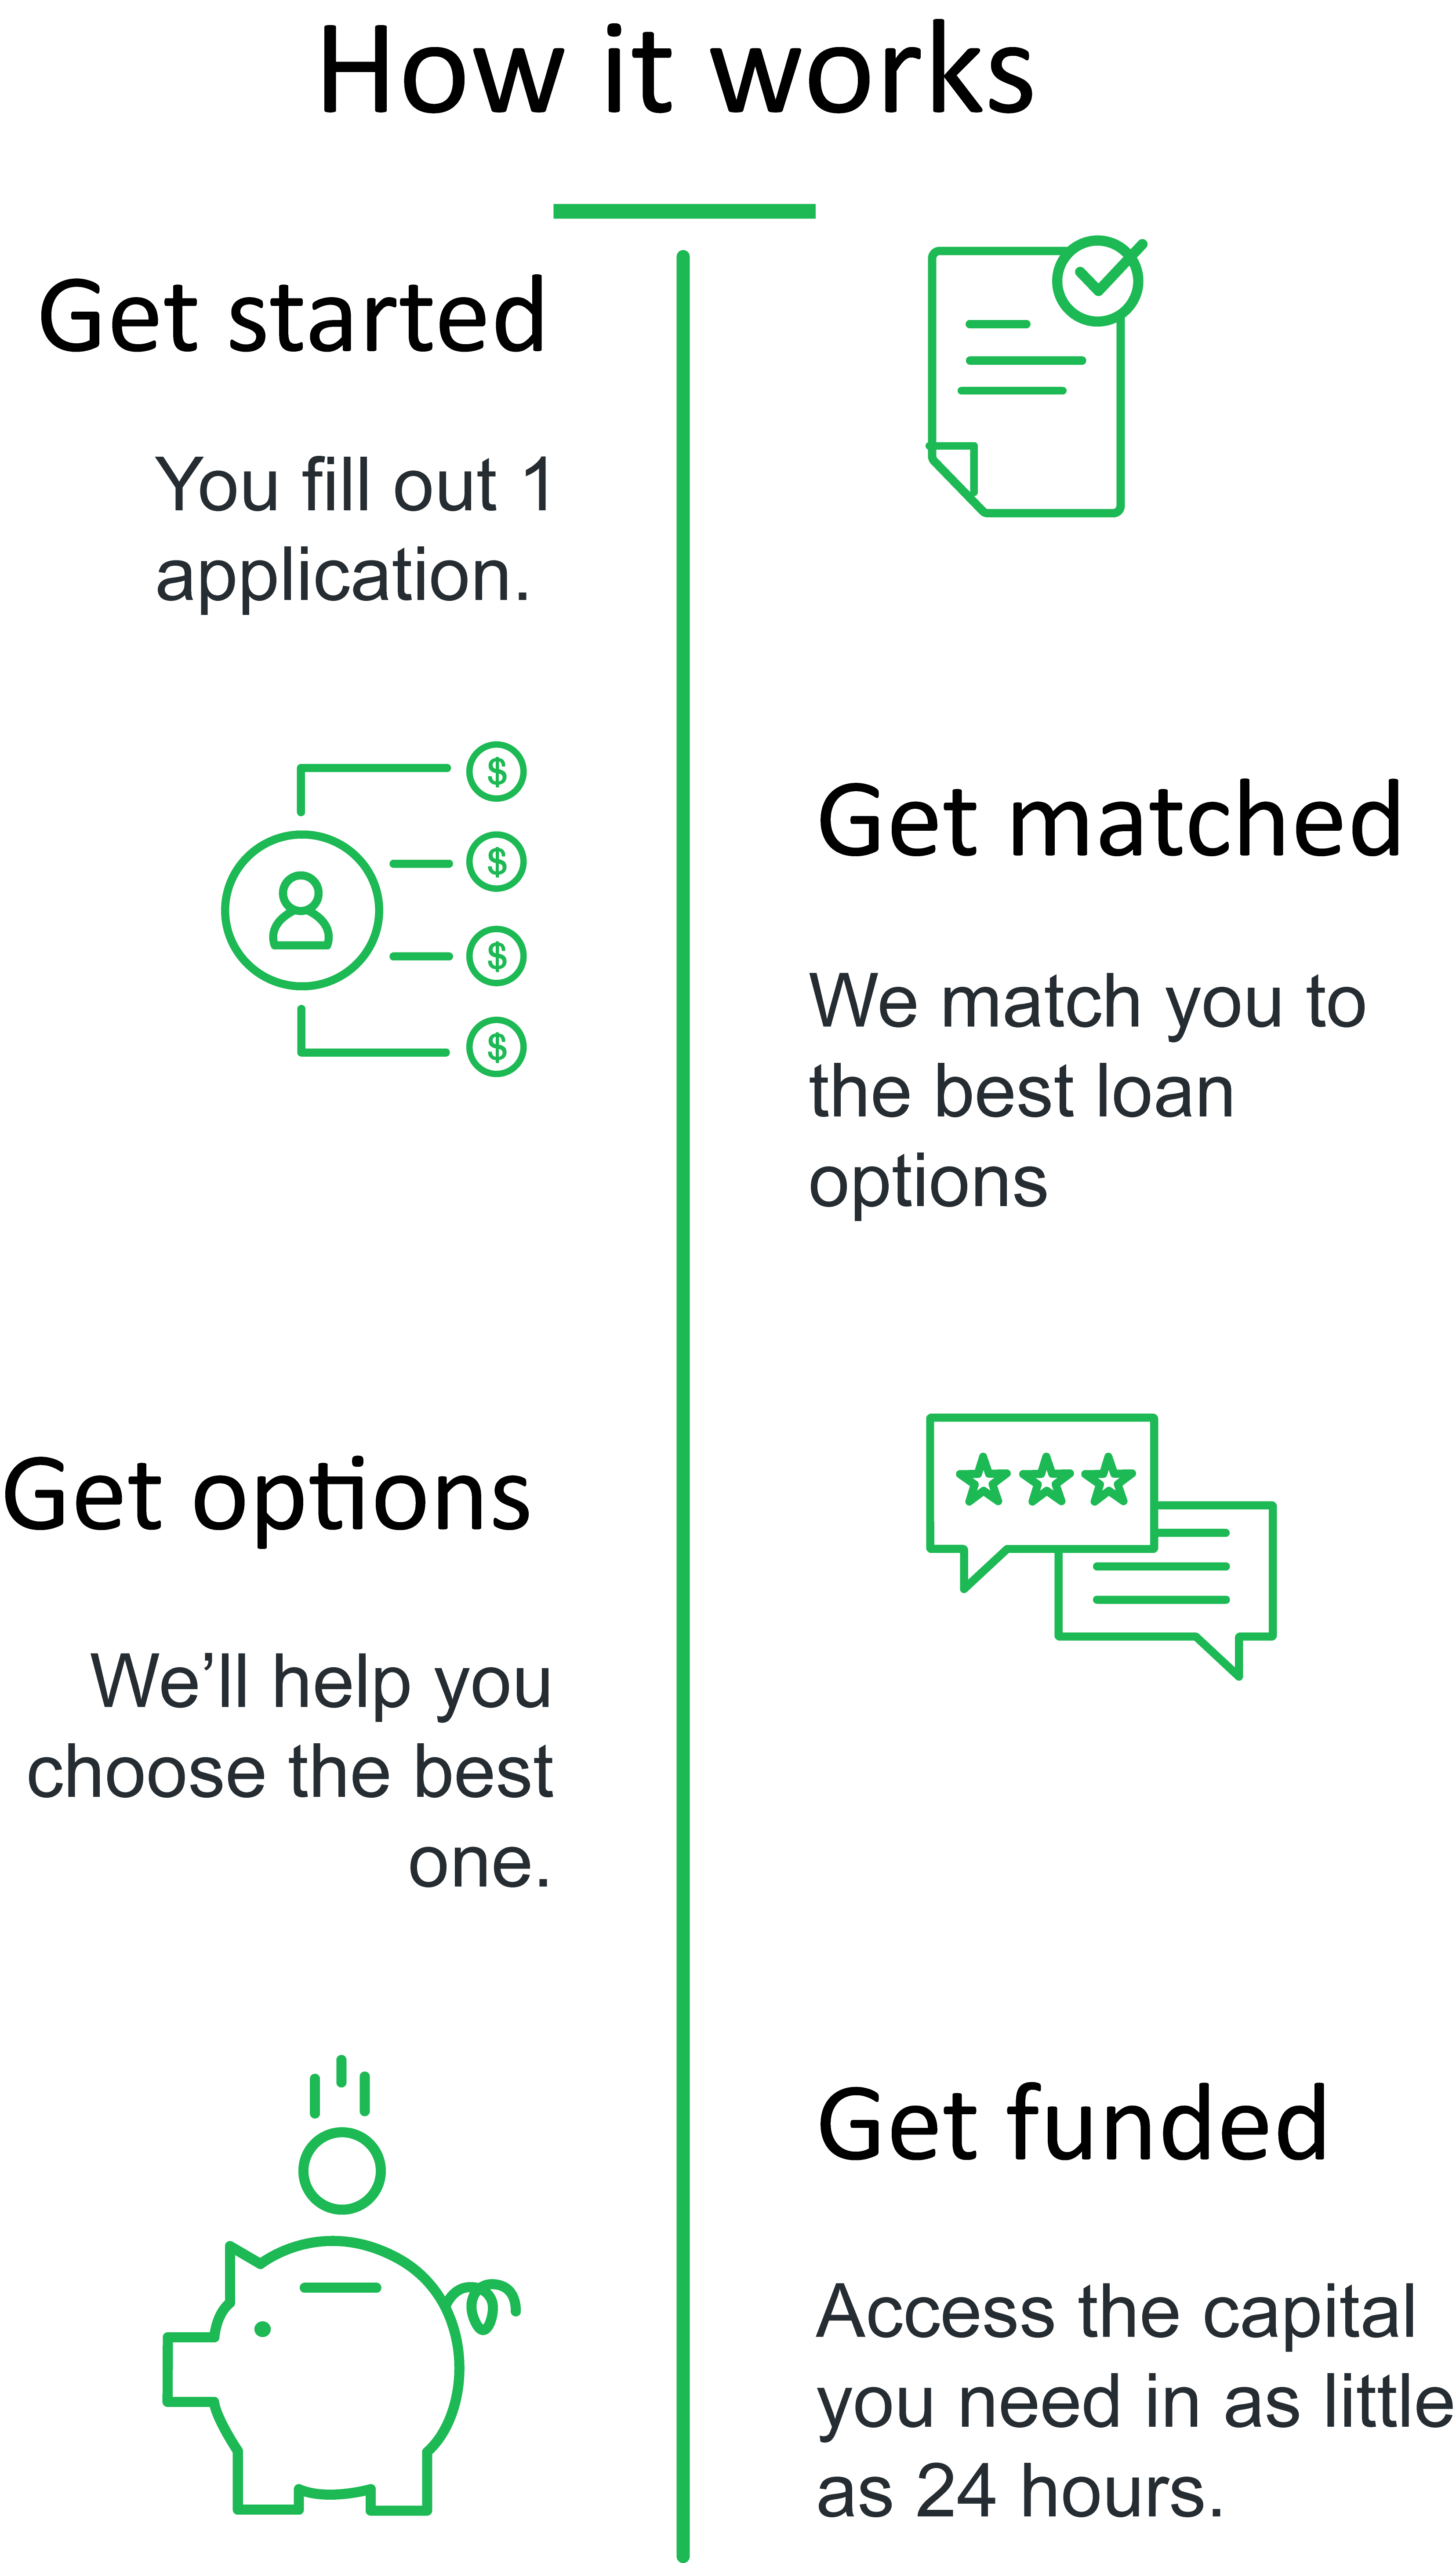 How it works
Get started
You fill out 1
application.
$
$
$
$
Get matched
We match you to
the best loan
options
Get options
We’ll help you
choose the best
one.
Get funded
Access the capital
you need in as little
as 24 hours.